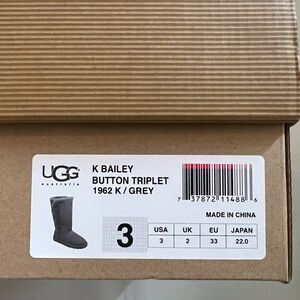 UGG
australia
K BAILEY
BUTTON TRIPLET
1962 K / GREY
7 37872 11488 6
MADE IN CHINA
3
USA UK EU JAPAN
3 2 33 22.0